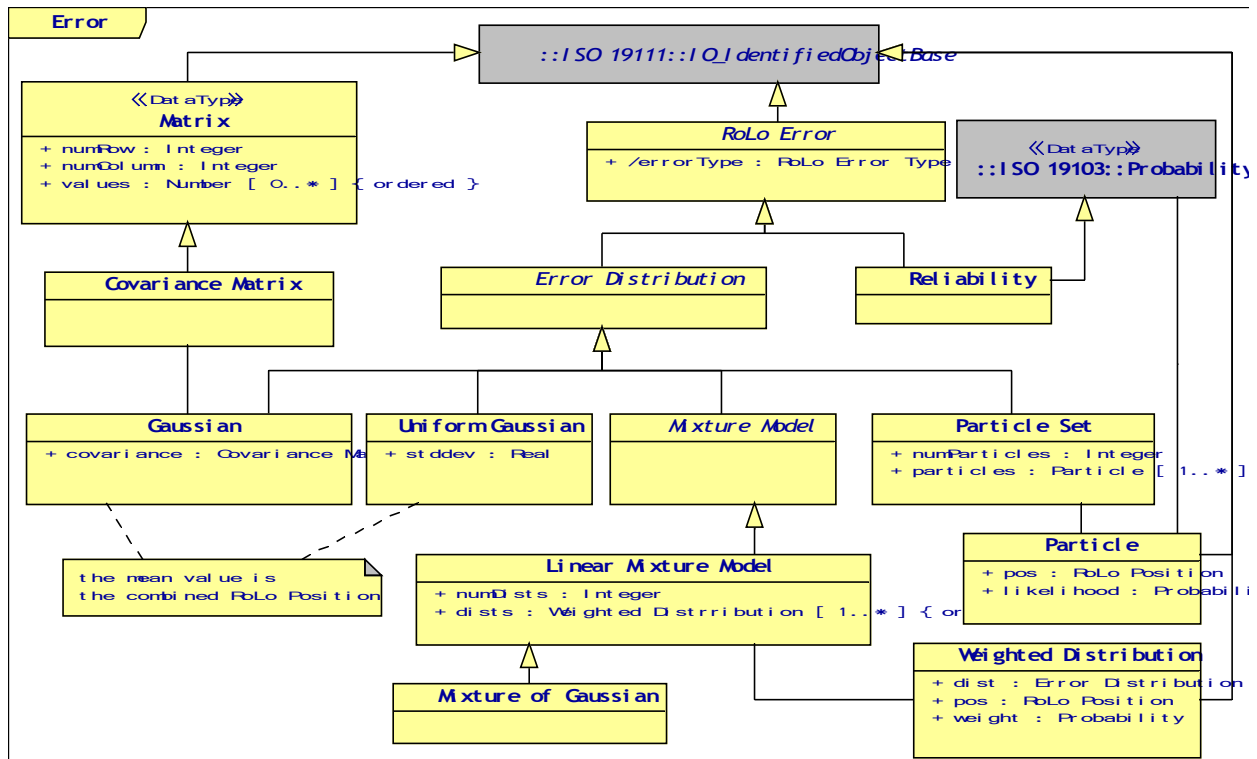 Error
::ISO 19111::IO_IdentifiedObjectBase
«DataType»
Matrix
+ numRow : Integer
+ numColumn : Integer
+ values : Number [ 0..* ] { ordered }
RoLo Error
+ /errorType : RoLo Error Type
«DataType»
::ISO 19103::Probability
Covariance Matrix
Error Distribution
Reliability
Gaussian
+ covariance : Covariance Ma
Uniform Gaussian
+ stddev : Real
Mixture Model
Particle Set
+ numParticles : Integer
+ particles : Particle [ 1..* ]
the mean value is
the combined RoLo Position
Linear Mixture Model
+ numDists : Integer
+ dists : Weighted Distrribution [ 1..* ] { or
Particle
+ pos : RoLo Position
+ likelihood : Probabili
Mixture of Gaussian
Weighted Distribution
+ dist : Error Distribution
+ pos : RoLo Position
+ weight : Probability